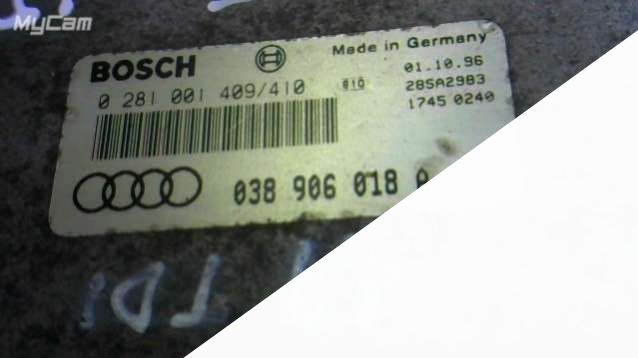 MyCam
BOSCH
Made in Germany
0 281 001 409/410
01.10.96
28SA2983
1745 0240
038 906 018
TDI